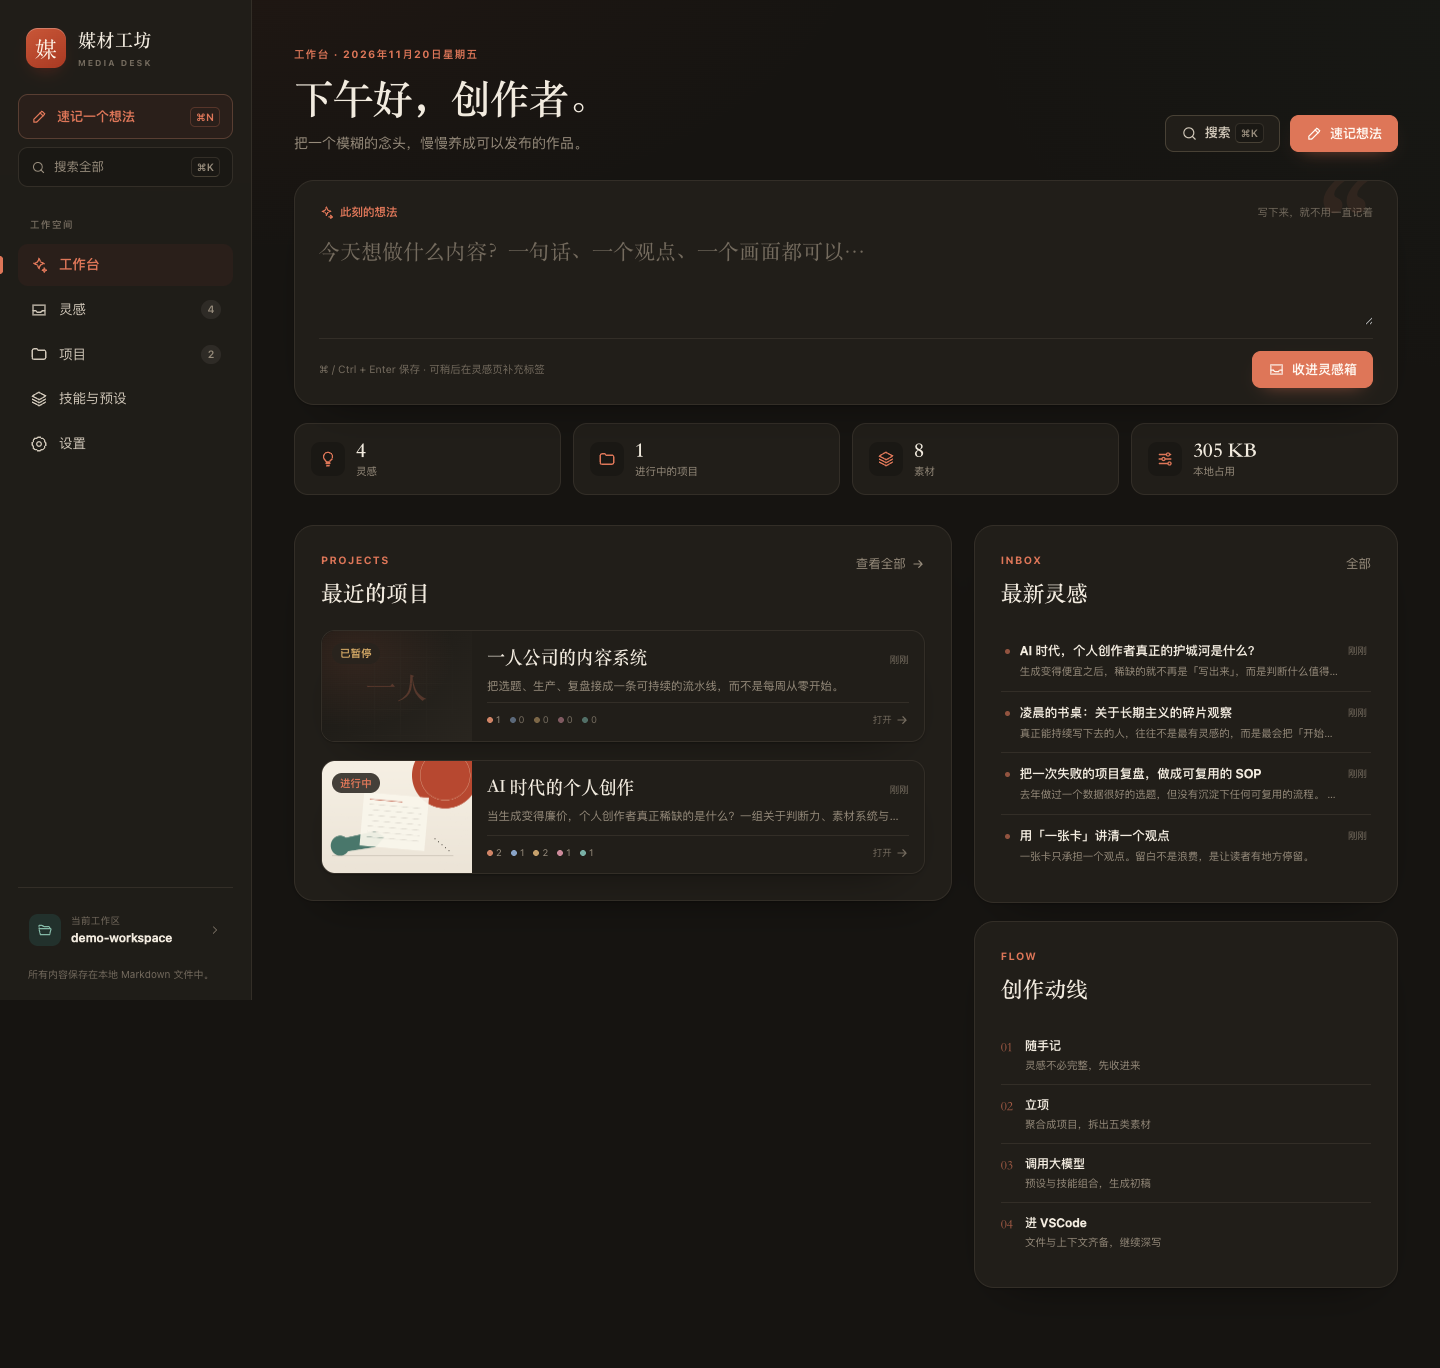 媒
媒材工坊
MEDIA DESK
速记一个想法 ⌘N
搜索全部 ⌘K
工作空间
工作台
灵感 4
项目 2
技能与预设
设置
当前工作区
demo-workspace
所有内容保存在本地 Markdown 文件中。
工作台 · 2026年11月20日星期五
下午好，创作者。
把一个模糊的念头，慢慢养成可以发布的作品。
搜索 ⌘K
速记想法
此刻的想法
写下来，就不用一直记着
今天想做什么内容？一句话、一个观点、一个画面都可以…
⌘ / Ctrl + Enter 保存 · 可稍后在灵感页补充标签
收进灵感箱
4
灵感
1
进行中的项目
8
素材
305 KB
本地占用
PROJECTS
最近的项目
查看全部 →
已暂停
一人
一人公司的内容系统
刚刚
把选题、生产、复盘接成一条可持续的流水线，而不是每周从零开始。
1 0 0 0 0
打开 →
进行中
AI 时代的个人创作
刚刚
当生成变得廉价，个人创作者真正稀缺的是什么？一组关于判断力、素材系统与...
2 1 2 1 1
打开 →
INBOX
最新灵感
全部
AI 时代，个人创作者真正的护城河是什么？
刚刚
生成变得便宜之后，稀缺的就不再是「写出来」，而是判断什么值得...
凌晨的书桌：关于长期主义的碎片观察
刚刚
真正能持续写下去的人，往往不是最有灵感的，而是最会把「开始...
把一次失败的项目复盘，做成可复用的 SOP
刚刚
去年做过一个数据很好的选题，但没有沉淀下任何可复用的流程。 ...
用「一张卡」讲清一个观点
刚刚
一张卡只承担一个观点。留白不是浪费，是让读者有地方停留。
FLOW
创作动线
01 随手记
灵感不必完整，先收进来
02 立项
聚合成项目，拆出五类素材
03 调用大模型
预设与技能组合，生成初稿
04 进 VSCode
文件与上下文齐备，继续深写